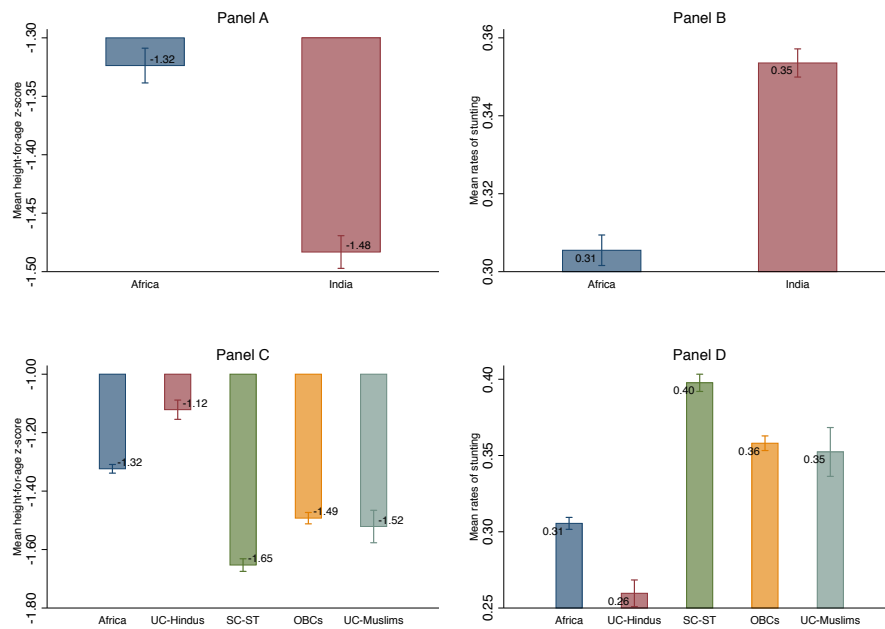 Panel A
Mean height-for-age z-score
-1.30
-1.35
-1.40
-1.45
-1.50
-1.32
-1.48
Africa India
Panel B
Mean rates of stunting
0.36
0.34
0.32
0.30
0.31
0.35
Africa India
Panel C
Mean height-for-age z-score
-1.00
-1.20
-1.40
-1.60
-1.80
-1.32
-1.12
-1.65
-1.49
-1.52
Africa UC-Hindus SC-ST OBCs UC-Muslims
Panel D
Mean rates of stunting
0.40
0.35
0.30
0.25
0.31
0.26
0.40
0.36
0.35
Africa UC-Hindus SC-ST OBCs UC-Muslims